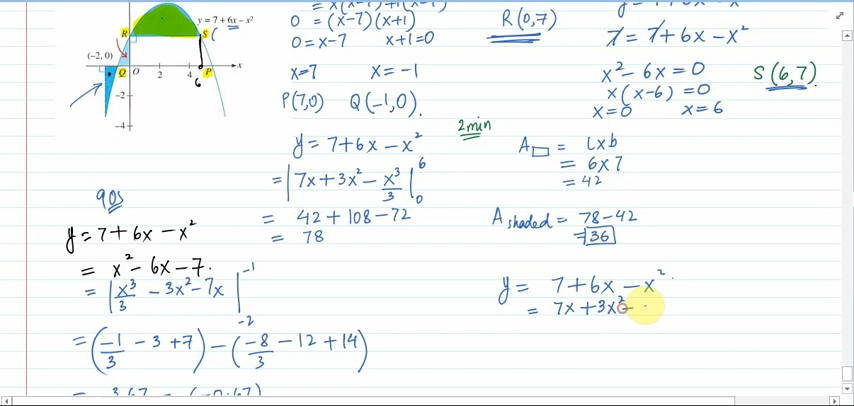 y = 7 + 6x − x²
R
S
(−2, 0)
Q
O
2
4
P
x
6
−2
−4
0 = (x−7)(x+1)
0 = x−7 x+1=0
x=7 x = −1
P(7,0) Q(−1,0).
R(0,7)
7 = 7+6x − x²
x² − 6x = 0
x(x−6) = 0
x=0 x=6
S(6,7)
2min
y = 7+6x − x²
= |7x + 3x² − x³/3|⁶₀
= 42 + 108 − 72
= 78
A▭ = l x b
= 6 x 7
= 42
A shaded = 78 − 42
= 36
90s
y = 7 + 6x − x²
= x² − 6x − 7.
= |x³/3 − 3x² − 7x|⁻¹₋₂
= (−1/3 − 3 + 7) − (−8/3 − 12 + 14)
y = 7 + 6x − x².
= 7x + 3x² −